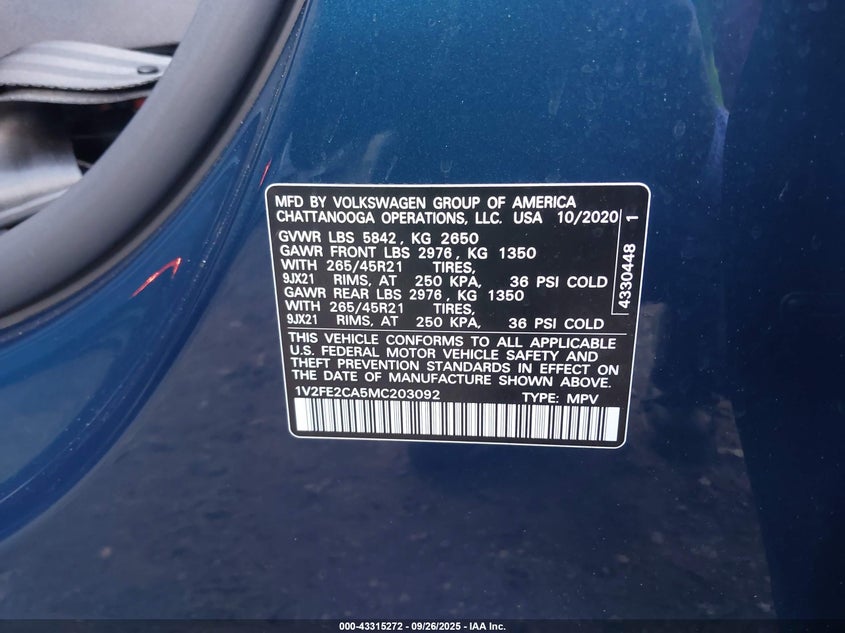 MFD BY VOLKSWAGEN GROUP OF AMERICA
CHATTANOOGA OPERATIONS, LLC. USA 10/2020
GVWR LBS 5842, KG 2650
GAWR FRONT LBS 2976, KG 1350
WITH 265/45R21 TIRES,
9JX21 RIMS, AT 250 KPA, 36 PSI COLD
GAWR REAR LBS 2976, KG 1350
WITH 265/45R21 TIRES,
9JX21 RIMS, AT 250 KPA, 36 PSI COLD
THIS VEHICLE CONFORMS TO ALL APPLICABLE
U.S. FEDERAL MOTOR VEHICLE SAFETY AND
THEFT PREVENTION STANDARDS IN EFFECT ON
THE DATE OF MANUFACTURE SHOWN ABOVE.
1V2FE2CA5MC203092 TYPE: MPV
4330448 1
000-43315272 - 09/26/2025 - IAA Inc.